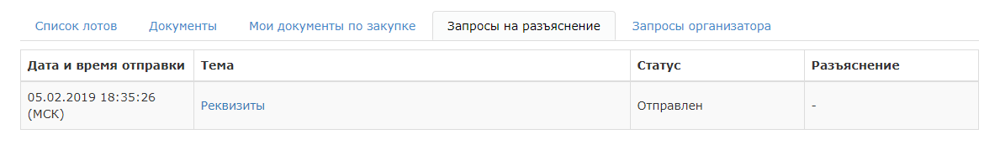 Список лотов Документы Мои документы по закупке Запросы на разъяснение Запросы организатора
Дата и время отправки Тема Статус Разъяснение
05.02.2019 18:35:26
(МСК) Реквизиты Отправлен -